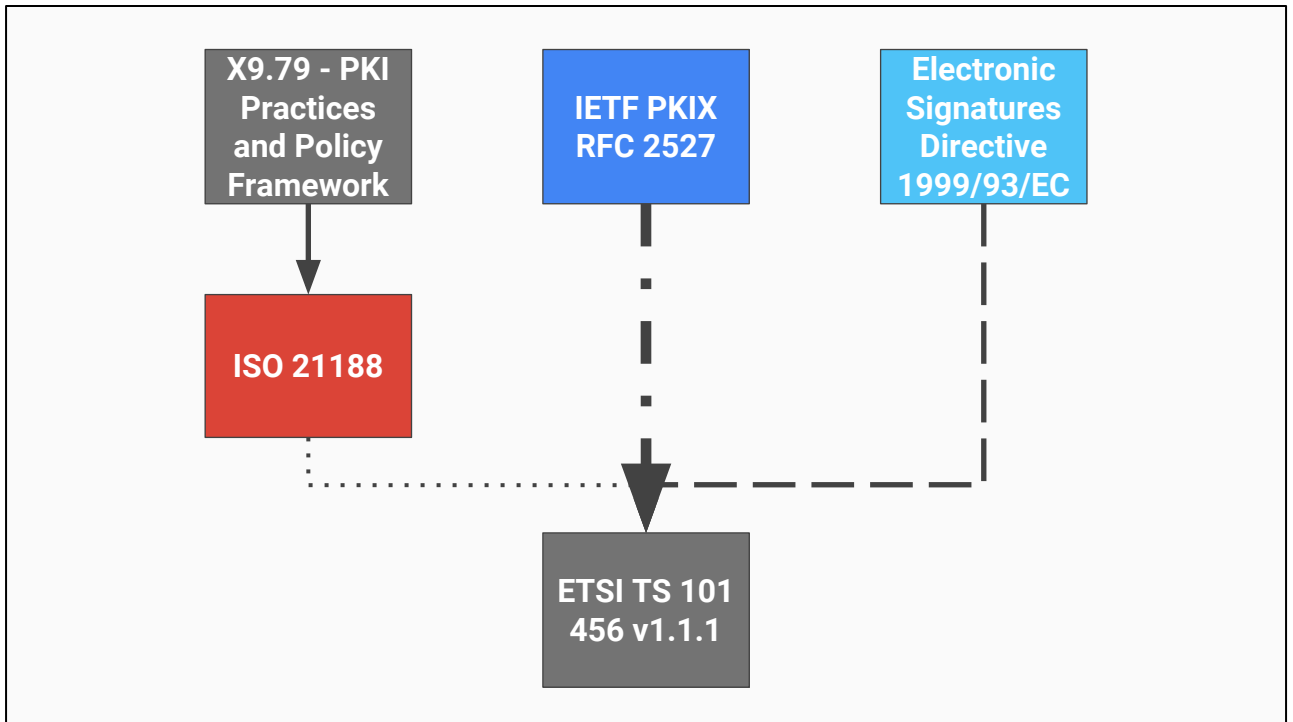 X9.79 - PKI
Practices
and Policy
Framework
IETF PKIX
RFC 2527
Electronic
Signatures
Directive
1999/93/EC
ISO 21188
ETSI TS 101
456 v1.1.1